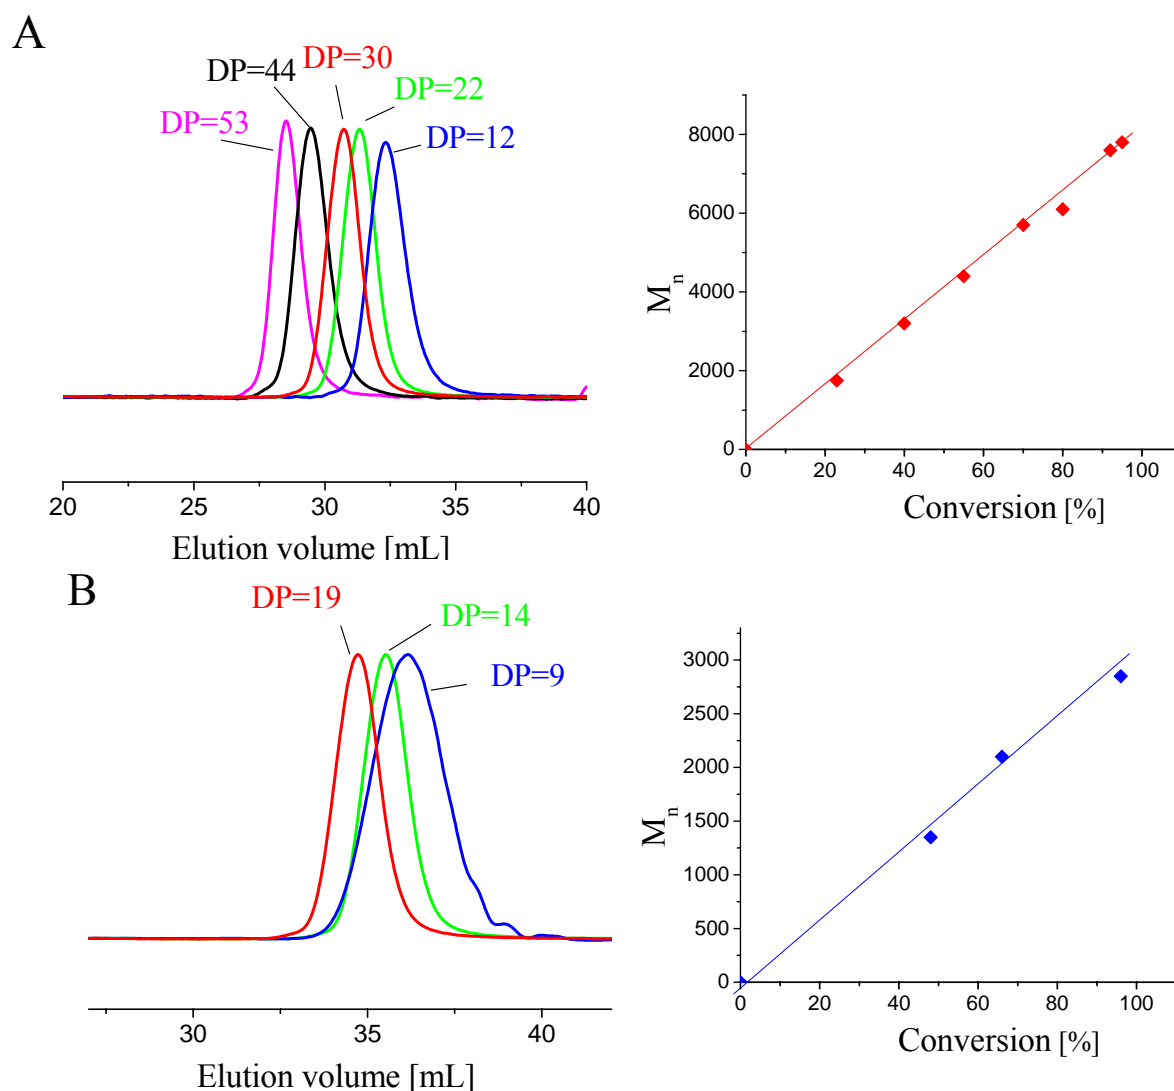 A
DP=30
DP=44
DP=22
DP=53
DP=12
20 25 30 35 40
Elution volume [mL]
8000
6000
4000
2000
0
M_n
0 20 40 60 80 100
Conversion [%]
B
DP=19
DP=14
DP=9
30 35 40
Elution volume [mL]
3000
2500
2000
1500
1000
500
0
M_n
0 20 40 60 80 100
Conversion [%]